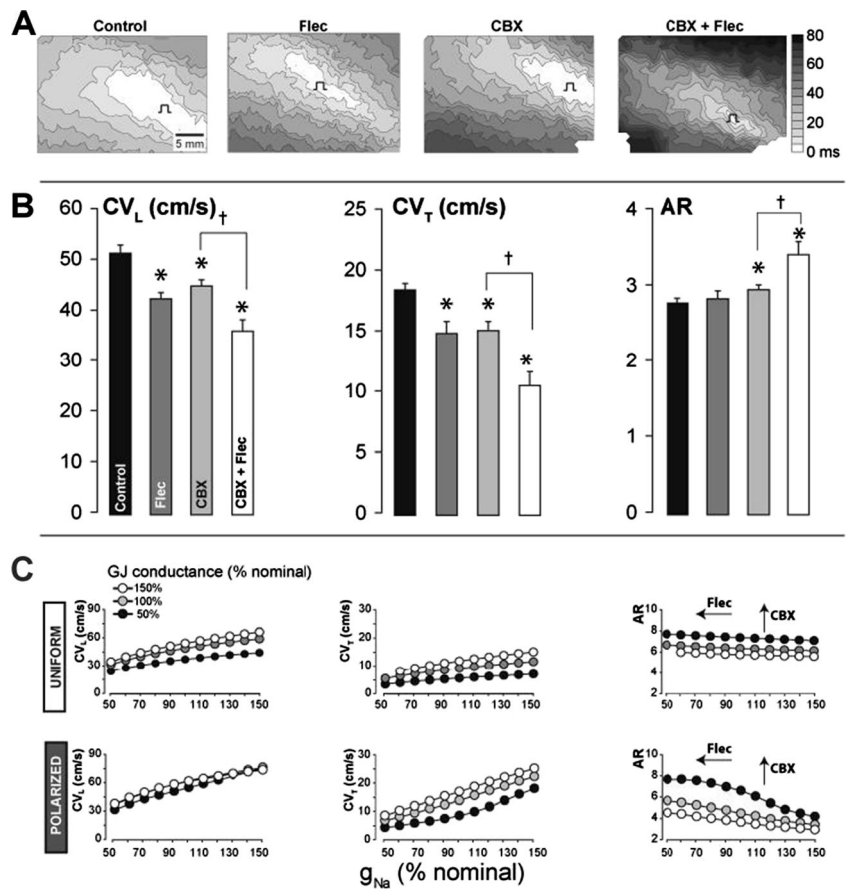 A
Control
Flec
CBX
CBX + Flec
5 mm
80
60
40
20
0 ms
B
CV_L (cm/s)
60
50
40
30
20
10
0
Control
Flec
CBX
CBX + Flec
*
*
*
†
CV_T (cm/s)
25
20
15
10
5
0
*
*
*
†
AR
4
3
2
1
0
*
*
†
C
GJ conductance (% nominal)
150%
100%
50%
UNIFORM
CV_L (cm/s)
90
60
30
0
50 70 90 110 130 150
CV_T (cm/s)
30
20
10
0
50 70 90 110 130 150
AR
10
8
6
4
2
Flec
CBX
50 70 90 110 130 150
POLARIZED
CV_L (cm/s)
90
60
30
0
50 70 90 110 130 150
CV_T (cm/s)
30
20
10
0
50 70 90 110 130 150
AR
10
8
6
4
2
Flec
CBX
50 70 90 110 130 150
g_Na (% nominal)